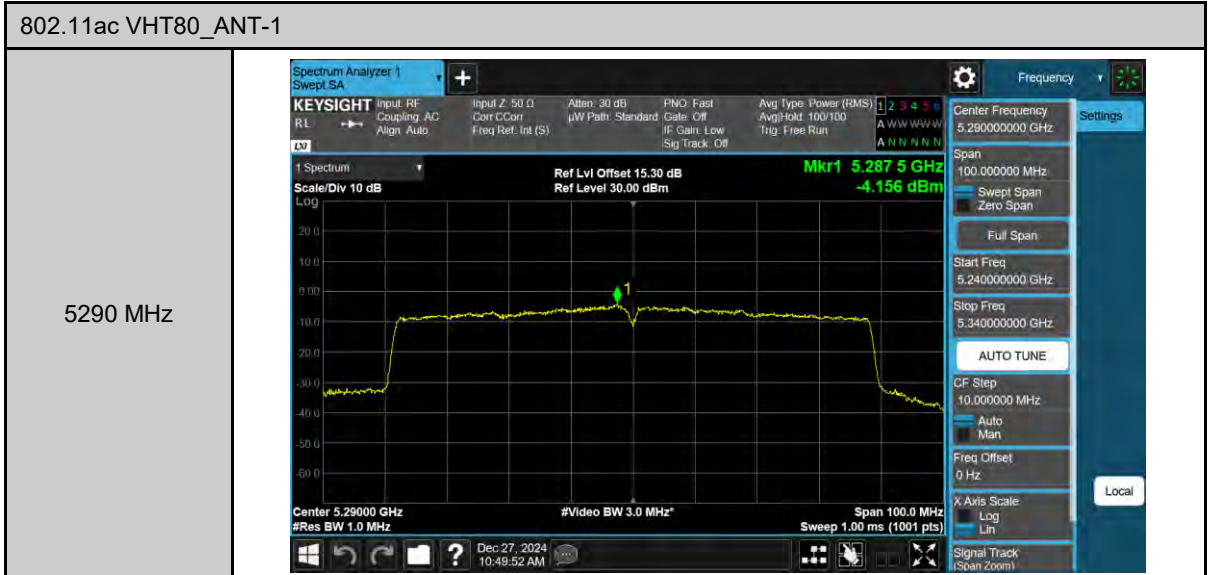 802.11ac VHT80_ANT-1
5290 MHz
Spectrum Analyzer 1
Swept SA
+
Frequency
KEYSIGHT
RL
LXI
Input: RF
Coupling: AC
Align: Auto
Input Z: 50 Ω
Corr CCorr
Freq Ref: Int (S)
Atten: 30 dB
µW Path: Standard
PNO: Fast
Gate: Off
IF Gain: Low
Sig Track: Off
Avg Type: Power (RMS)
Avg|Hold: 100/100
Trig: Free Run
1 2 3 4 5 6
A W W W W W
A N N N N N
1 Spectrum
Scale/Div 10 dB
Ref Lvl Offset 15.30 dB
Ref Level 30.00 dBm
Mkr1 5.287 5 GHz
-4.156 dBm
Log
20.0
10.0
0.00
-10.0
-20.0
-30.0
-40.0
-50.0
-60.0
1
Center 5.29000 GHz
#Res BW 1.0 MHz
#Video BW 3.0 MHz*
Span 100.0 MHz
Sweep 1.00 ms (1001 pts)
Dec 27, 2024
10:49:52 AM
?
Center Frequency
5.290000000 GHz
Settings
Span
100.000000 MHz
Swept Span
Zero Span
Full Span
Start Freq
5.240000000 GHz
Stop Freq
5.340000000 GHz
AUTO TUNE
CF Step
10.000000 MHz
Auto
Man
Freq Offset
0 Hz
X Axis Scale
Log
Lin
Local
Signal Track
(Span Zoom)